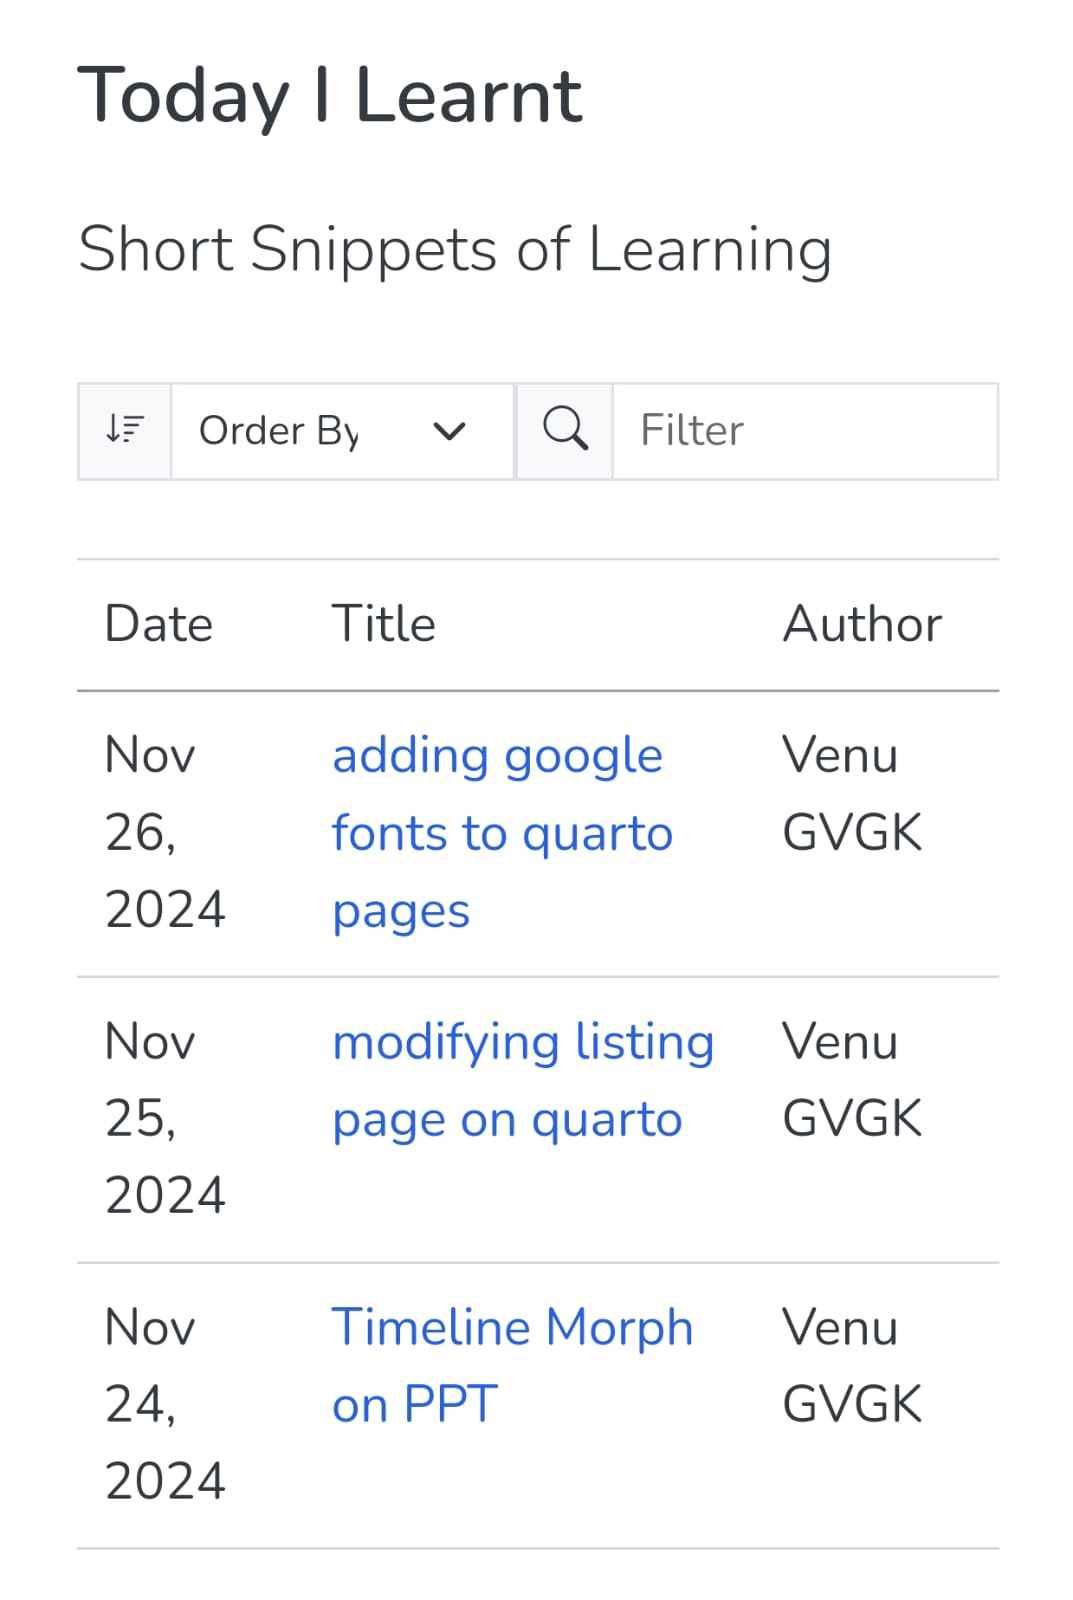 Today I Learnt
Short Snippets of Learning
Order By
Filter
Date Title Author
Nov adding google Venu
26, fonts to quarto GVGK
2024 pages
Nov modifying listing Venu
25, page on quarto GVGK
2024
Nov Timeline Morph Venu
24, on PPT GVGK
2024